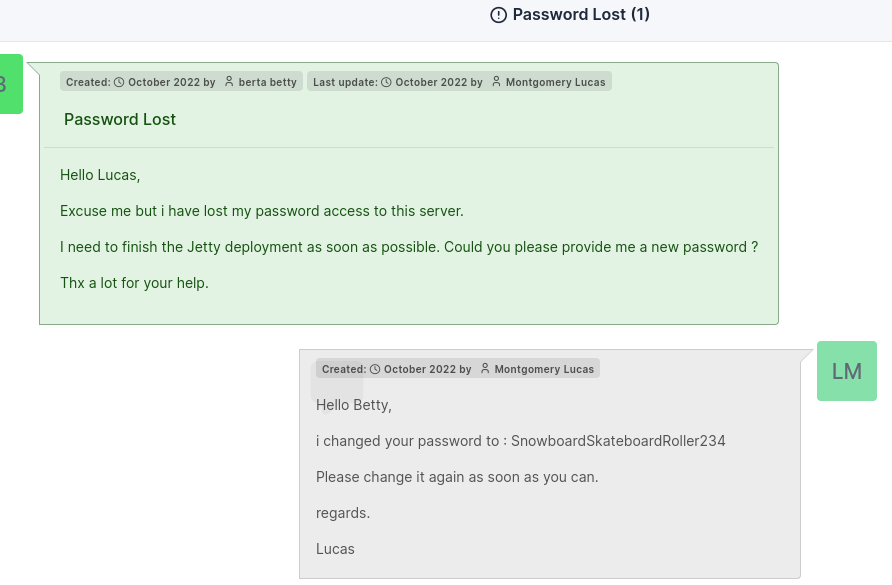 Password Lost (1)
Created: October 2022 by berta betty Last update: October 2022 by Montgomery Lucas
Password Lost
Hello Lucas,
Excuse me but i have lost my password access to this server.
I need to finish the Jetty deployment as soon as possible. Could you please provide me a new password ?
Thx a lot for your help.
Created: October 2022 by Montgomery Lucas
LM
Hello Betty,
i changed your password to : SnowboardSkateboardRoller234
Please change it again as soon as you can.
regards.
Lucas